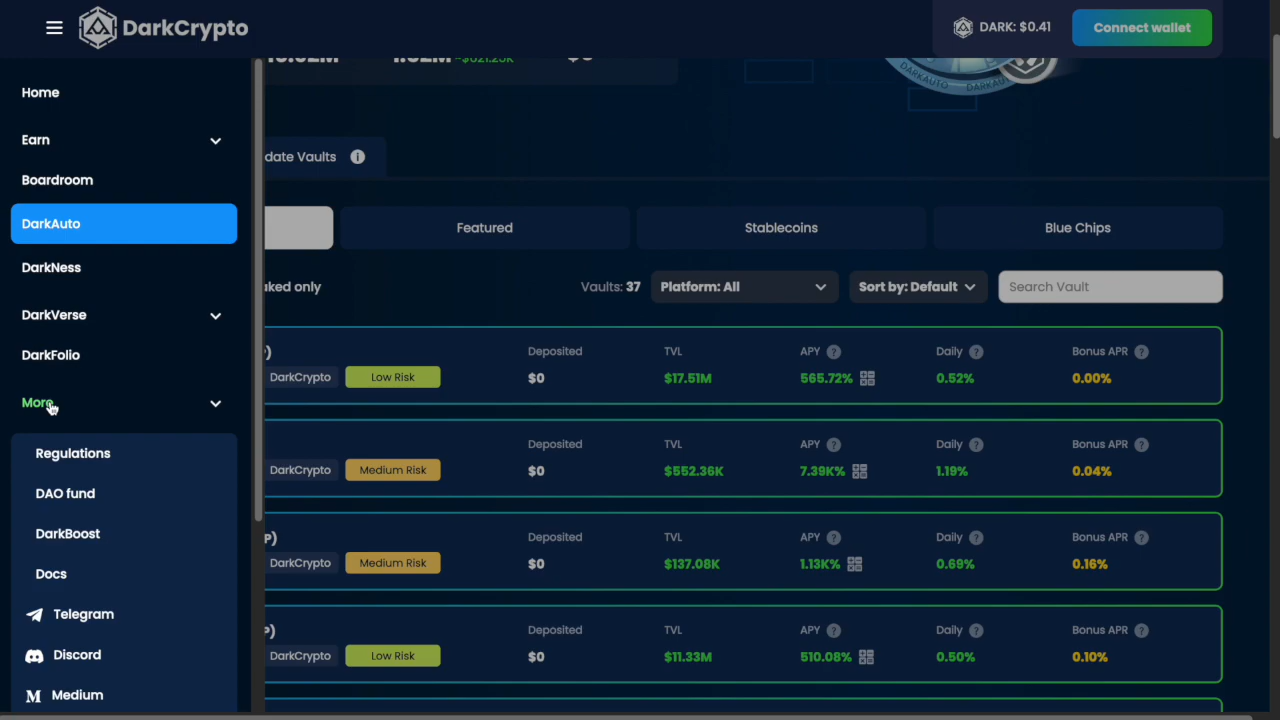 DarkCrypto
DARK: $0.41
Connect wallet
Home
Earn
Boardroom
DarkAuto
DarkNess
DarkVerse
DarkFolio
More
Regulations
DAO fund
DarkBoost
Docs
Telegram
Discord
Medium
DARKAUTO
date Vaults
Featured
Stablecoins
Blue Chips
ked only
Vaults: 37
Platform: All
Sort by: Default
Search Vault
Deposited TVL APY Daily Bonus APR
DarkCrypto Low Risk $0 $17.51M 565.72% 0.52% 0.00%
Deposited TVL APY Daily Bonus APR
DarkCrypto Medium Risk $0 $552.36K 7.39K% 1.19% 0.04%
Deposited TVL APY Daily Bonus APR
DarkCrypto Medium Risk $0 $137.08K 1.13K% 0.69% 0.16%
Deposited TVL APY Daily Bonus APR
DarkCrypto Low Risk $0 $11.33M 510.08% 0.50% 0.10%